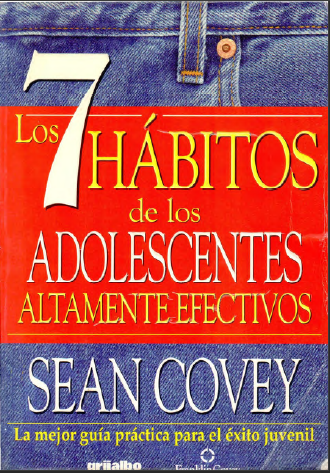 Los 7 HÁBITOS
de los
ADOLESCENTES
ALTAMENTE EFECTIVOS
SEAN COVEY
La mejor guía práctica para el éxito juvenil
grijalbo